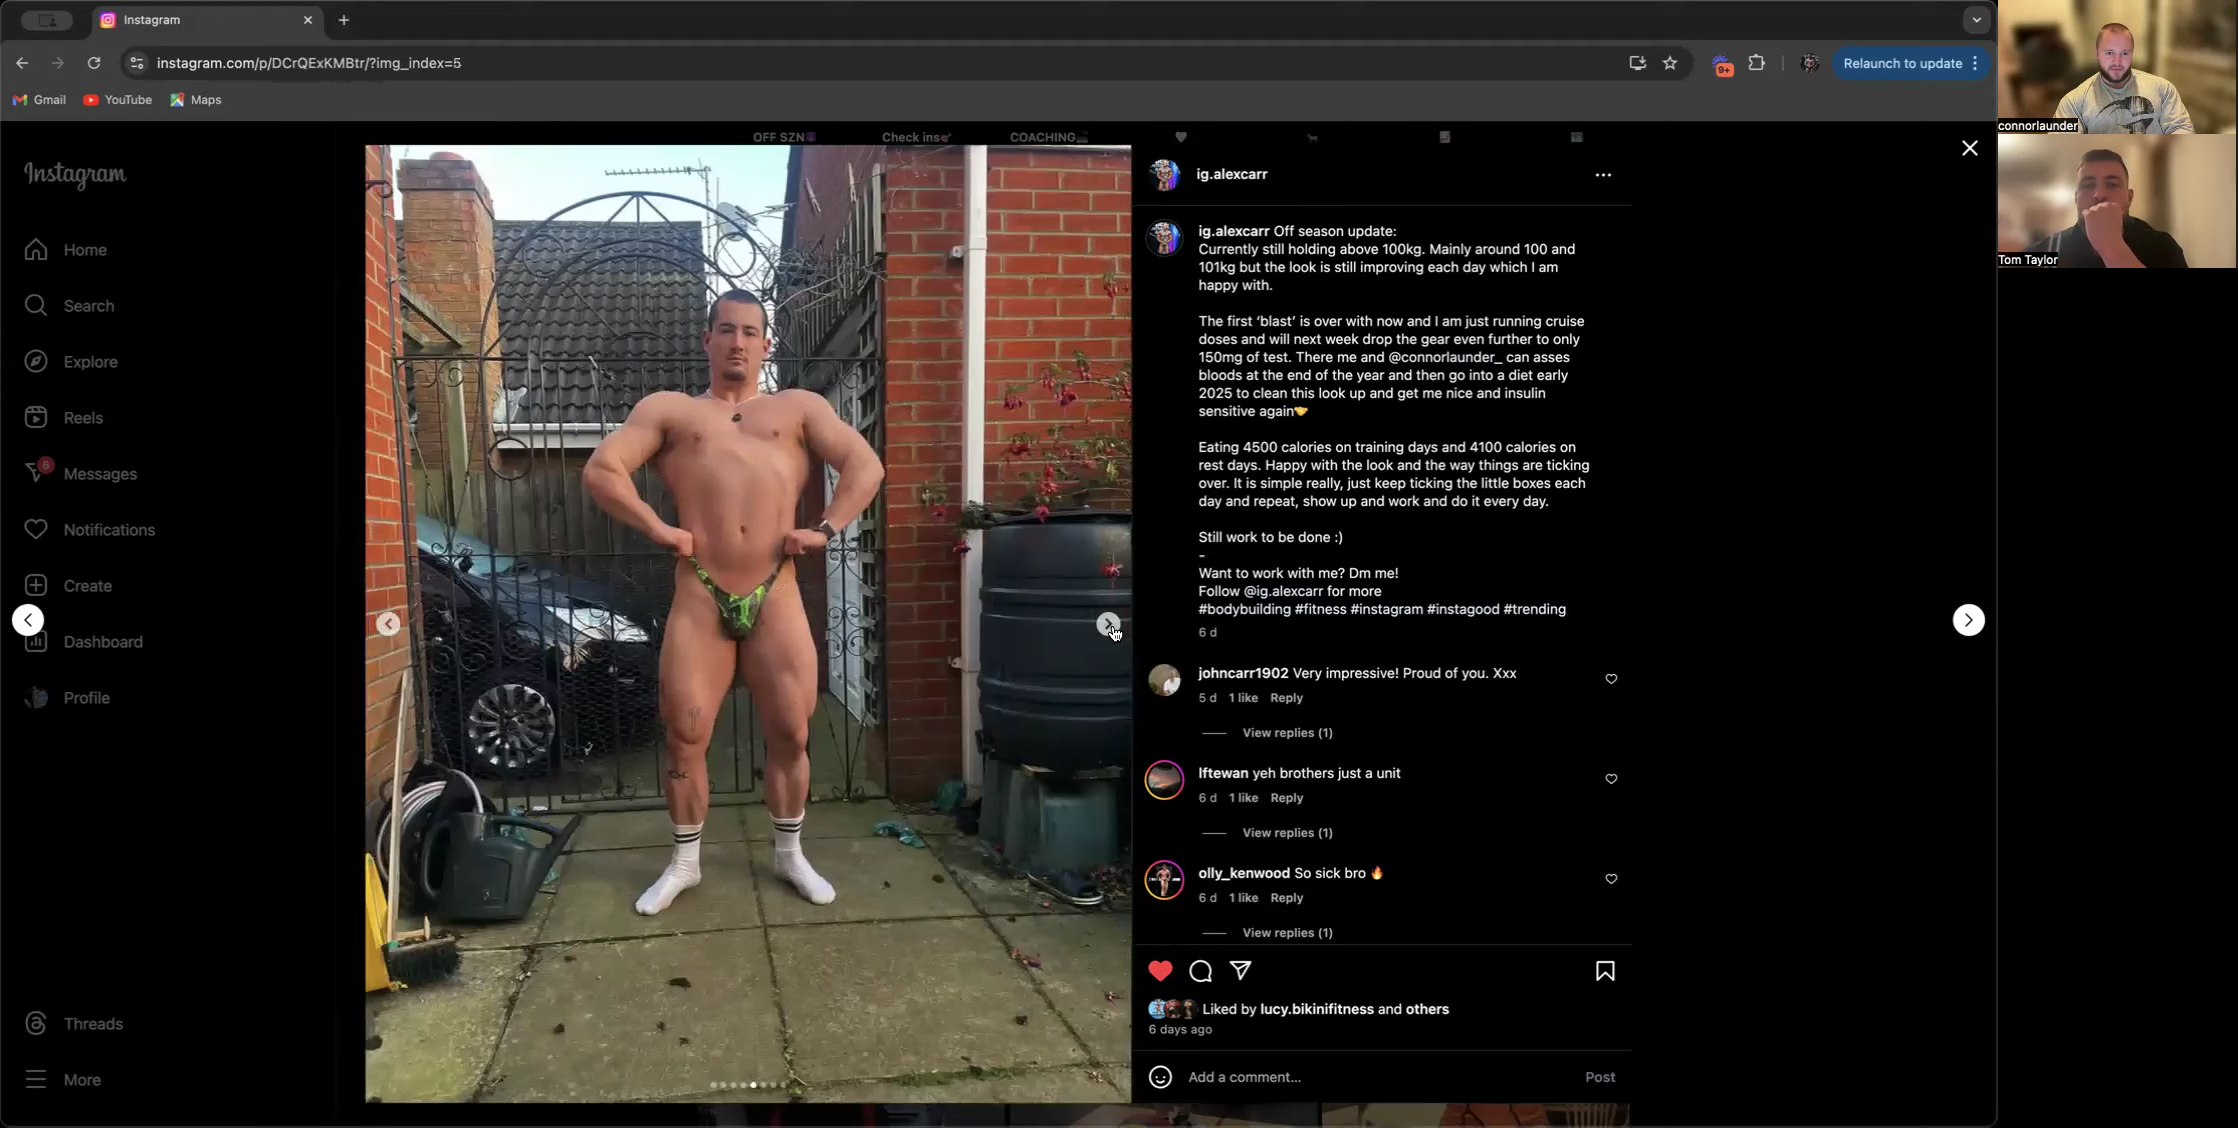 Instagram
instagram.com/p/DCrQExKMBtr/?img_index=5
9+
Relaunch to update
Gmail
YouTube
Maps
connorlaunder
Tom Taylor
OFF SZN
Check ins
COACHING
Instagram
Home
Search
Explore
Reels
6
Messages
Notifications
Create
Dashboard
Profile
Threads
More
ig.alexcarr
ig.alexcarr Off season update:
Currently still holding above 100kg. Mainly around 100 and
101kg but the look is still improving each day which I am
happy with.
The first ‘blast’ is over with now and I am just running cruise
doses and will next week drop the gear even further to only
150mg of test. There me and @connorlaunder_ can asses
bloods at the end of the year and then go into a diet early
2025 to clean this look up and get me nice and insulin
sensitive again🤝
Eating 4500 calories on training days and 4100 calories on
rest days. Happy with the look and the way things are ticking
over. It is simple really, just keep ticking the little boxes each
day and repeat, show up and work and do it every day.
Still work to be done :)
-
Want to work with me? Dm me!
Follow @ig.alexcarr for more
#bodybuilding #fitness #instagram #instagood #trending
6 d
johncarr1902 Very impressive! Proud of you. Xxx
5 d 1 like Reply
View replies (1)
lftewan yeh brothers just a unit
6 d 1 like Reply
View replies (1)
olly_kenwood So sick bro 🔥
6 d 1 like Reply
View replies (1)
Liked by lucy.bikinifitness and others
6 days ago
Add a comment...
Post